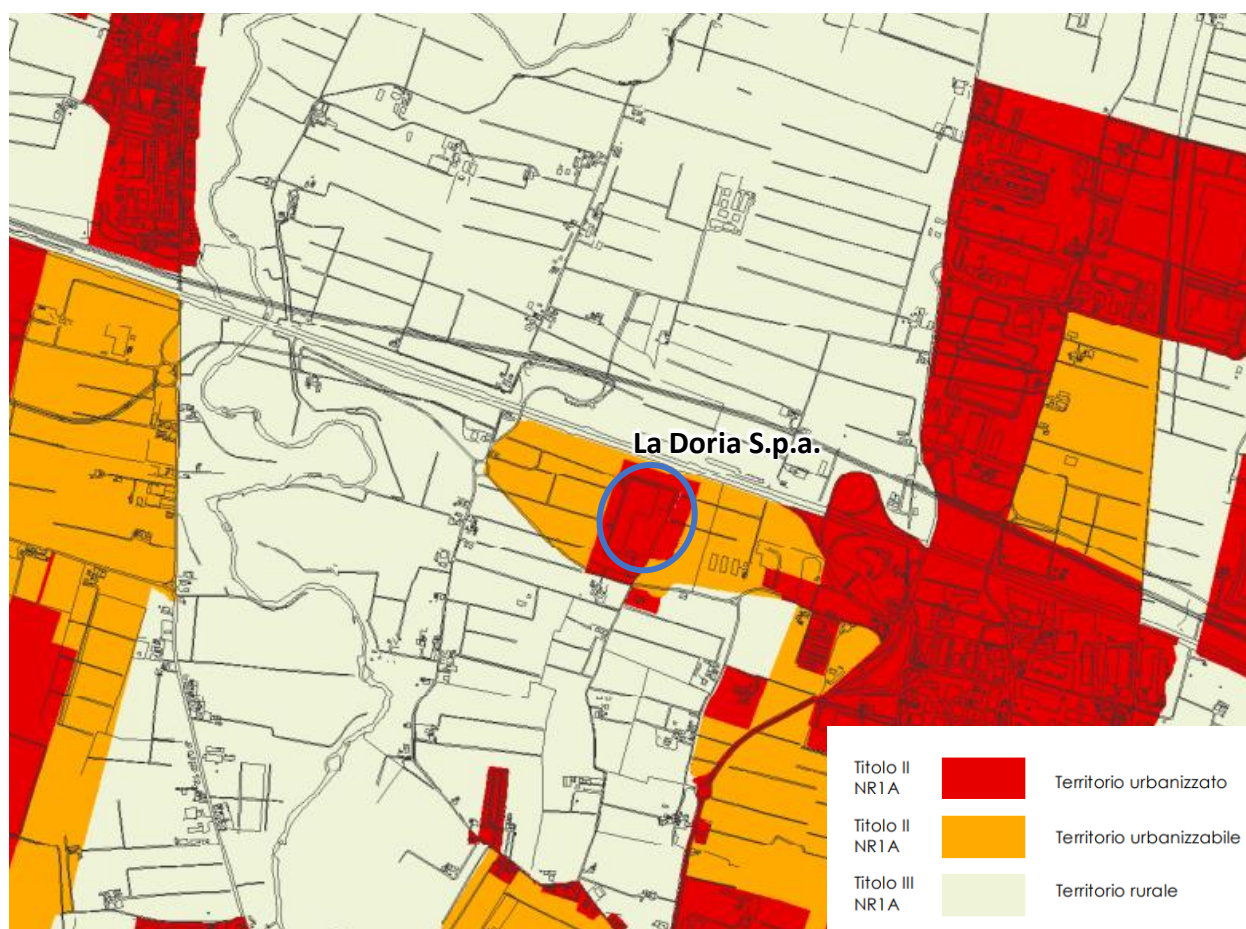 La Doria S.p.a.
Titolo II
NR1A
Territorio urbanizzato
Titolo II
NR1A
Territorio urbanizzabile
Titolo III
NR1A
Territorio rurale